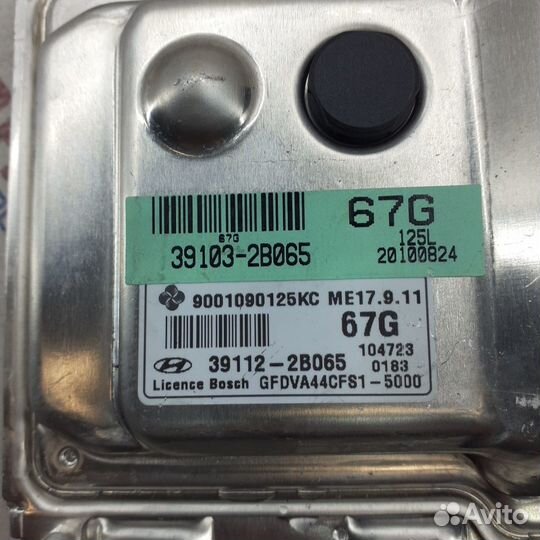 67G
67G
125L
39103-2B065
20100824
9001090125KC ME17.9.11
67G
104723
39112-2B065
0183
Licence Bosch GFDVA44CFS1-5000
Avito